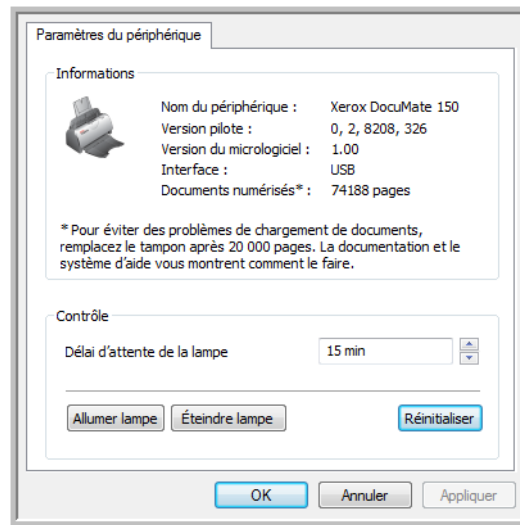 Paramètres du périphérique
Informations
Nom du périphérique : Xerox DocuMate 150
Version pilote : 0, 2, 8208, 326
Version du micrologiciel : 1.00
Interface : USB
Documents numérisés* : 74188 pages
* Pour éviter des problèmes de chargement de documents,
remplacez le tampon après 20 000 pages. La documentation et le
système d'aide vous montrent comment le faire.
Contrôle
Délai d'attente de la lampe 15 min
Allumer lampe Éteindre lampe Réinitialiser
OK Annuler Appliquer